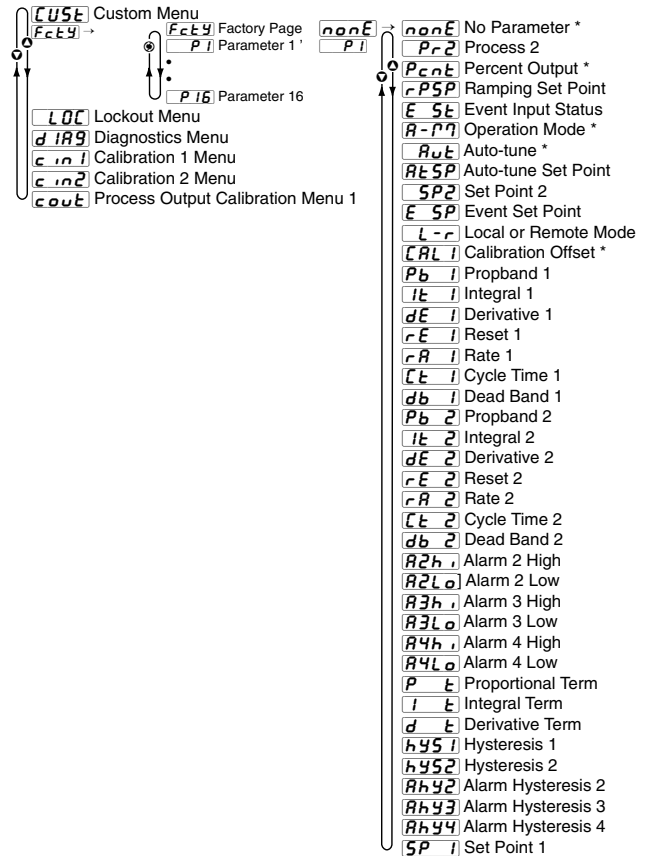 [CUSt] Custom Menu
[FctY] →
[FctY] Factory Page
[P1] Parameter 1 '
•
•
[P16] Parameter 16
[LOC] Lockout Menu
[dIAg] Diagnostics Menu
[cin1] Calibration 1 Menu
[cin2] Calibration 2 Menu
[cout] Process Output Calibration Menu 1
[nonE] →
[P1]
[nonE] No Parameter *
[Pr2] Process 2
[Pcnt] Percent Output *
[rPSP] Ramping Set Point
[E St] Event Input Status
[A-M] Operation Mode *
[Aut] Auto-tune *
[AtSP] Auto-tune Set Point
[SP2] Set Point 2
[E SP] Event Set Point
[L-r] Local or Remote Mode
[CAL1] Calibration Offset *
[Pb 1] Propband 1
[It 1] Integral 1
[dE 1] Derivative 1
[rE 1] Reset 1
[rA 1] Rate 1
[Ct 1] Cycle Time 1
[db 1] Dead Band 1
[Pb 2] Propband 2
[It 2] Integral 2
[dE 2] Derivative 2
[rE 2] Reset 2
[rA 2] Rate 2
[Ct 2] Cycle Time 2
[db 2] Dead Band 2
[A2hi] Alarm 2 High
[A2Lo] Alarm 2 Low
[A3hi] Alarm 3 High
[A3Lo] Alarm 3 Low
[A4hi] Alarm 4 High
[A4Lo] Alarm 4 Low
[P t] Proportional Term
[I t] Integral Term
[d t] Derivative Term
[hYS1] Hysteresis 1
[hYS2] Hysteresis 2
[AhY2] Alarm Hysteresis 2
[AhY3] Alarm Hysteresis 3
[AhY4] Alarm Hysteresis 4
[SP 1] Set Point 1